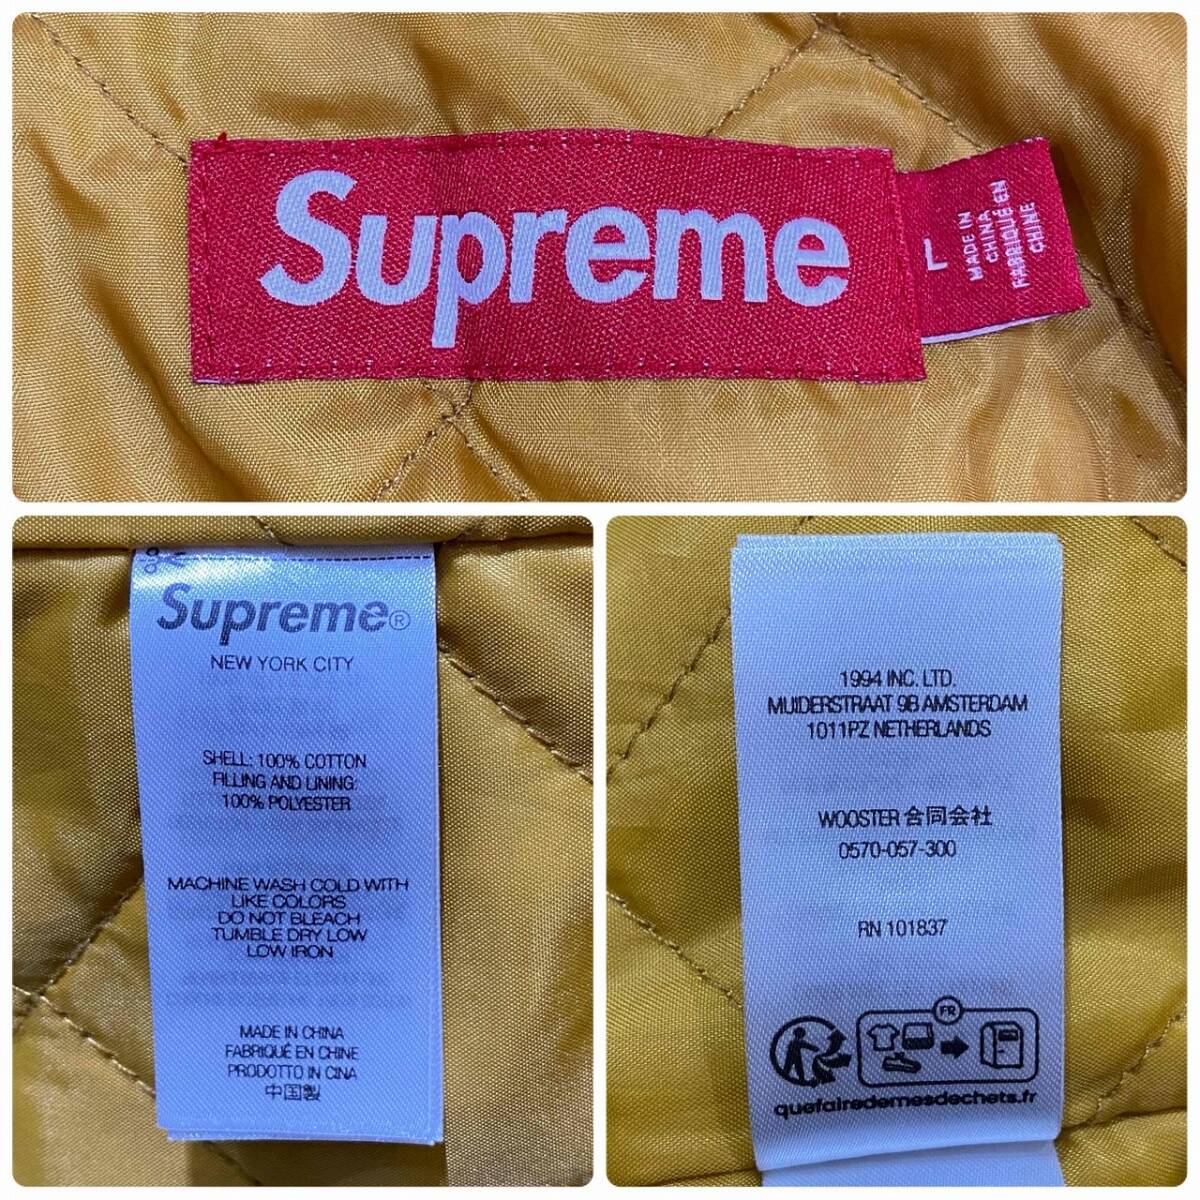 Supreme
L
MADE IN
CHINA
FABRIQUÉ EN
CHINE
Supreme®
NEW YORK CITY
SHELL: 100% COTTON
FILLING AND LINING:
100% POLYESTER
MACHINE WASH COLD WITH
LIKE COLORS
DO NOT BLEACH
TUMBLE DRY LOW
LOW IRON
MADE IN CHINA
FABRIQUÉ EN CHINE
PRODOTTO IN CINA
中国製
1994 INC. LTD.
MUIDERSTRAAT 9B AMSTERDAM
1011PZ NETHERLANDS
WOOSTER 合同会社
0570-057-300
RN 101837
FR
quefairedemesdechets.fr